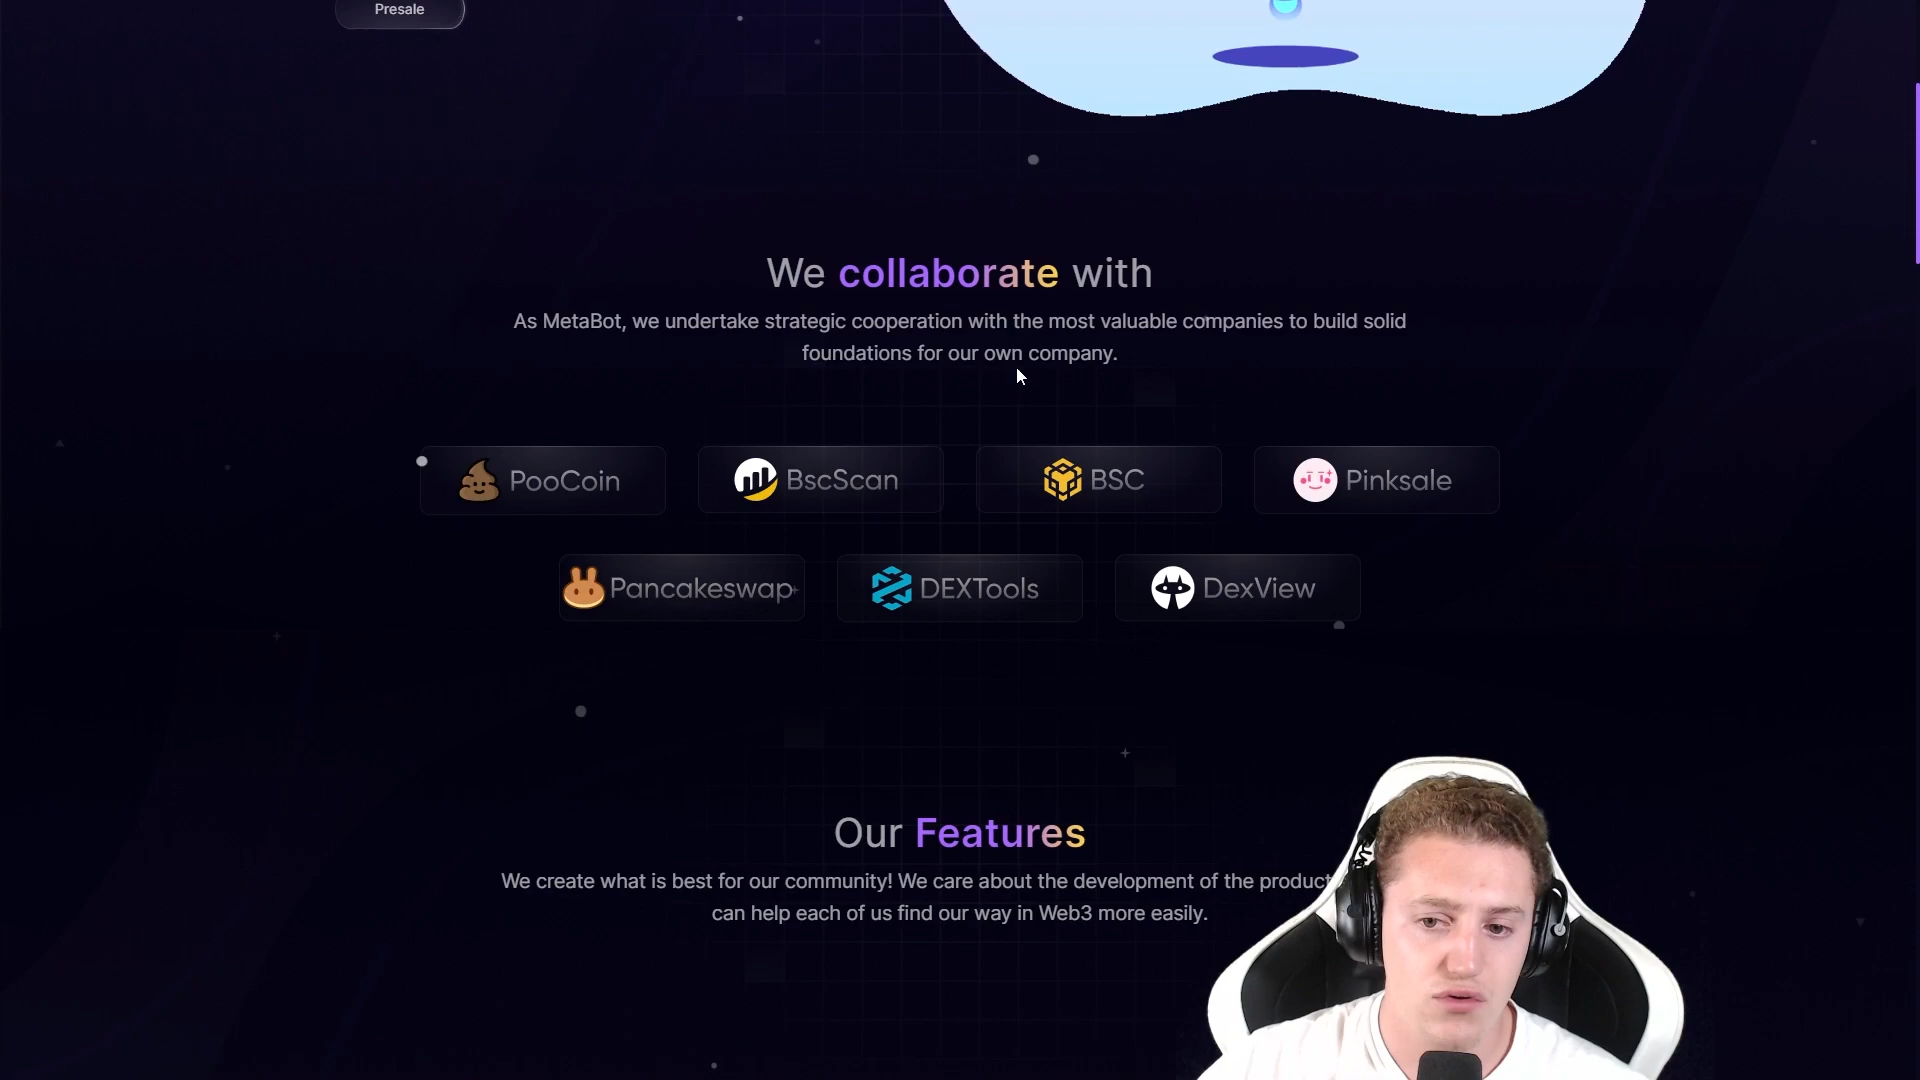 Presale
We collaborate with
As MetaBot, we undertake strategic cooperation with the most valuable companies to build solid
foundations for our own company.
PooCoin
BscScan
BSC
Pinksale
Pancakeswap
DEXTools
DexView
Our Features
We create what is best for our community! We care about the development of the product
can help each of us find our way in Web3 more easily.